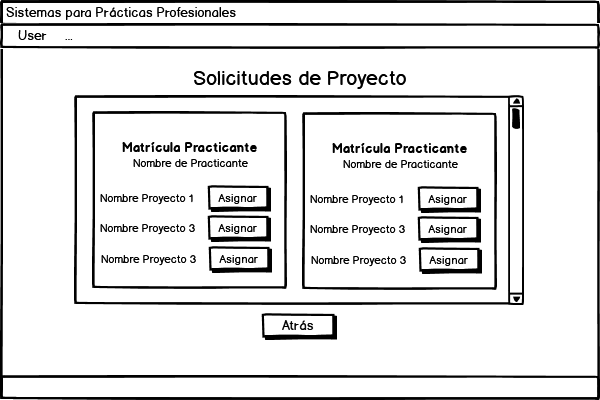 Sistemas para Prácticas Profesionales
User ...
Solicitudes de Proyecto
Matrícula Practicante
Nombre de Practicante
Nombre Proyecto 1 Asignar
Nombre Proyecto 3 Asignar
Nombre Proyecto 3 Asignar
Matrícula Practicante
Nombre de Practicante
Nombre Proyecto 1 Asignar
Nombre Proyecto 3 Asignar
Nombre Proyecto 3 Asignar
Atrás